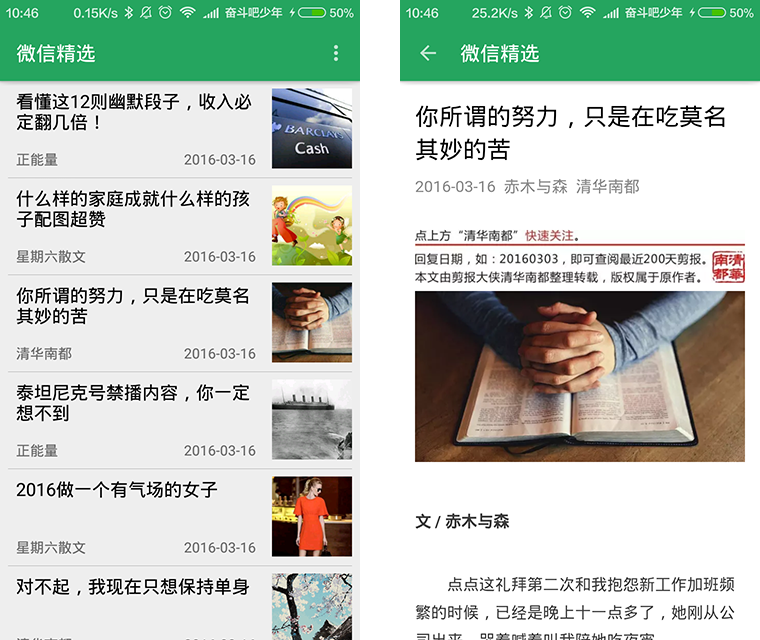 10:46 0.15K/s 奋斗吧少年 50%
微信精选
看懂这12则幽默段子，收入必
定翻几倍！
正能量 2016-03-16
BARCLAYS
Cash
什么样的家庭成就什么样的孩
子配图超赞
星期六散文 2016-03-16
你所谓的努力，只是在吃莫名
其妙的苦
清华南都 2016-03-16
泰坦尼克号禁播内容，你一定
想不到
正能量 2016-03-16
2016做一个有气场的女子
星期六散文 2016-03-16
对不起，我现在只想保持单身
10:46 25.2K/s 奋斗吧少年 50%
微信精选
你所谓的努力，只是在吃莫名
其妙的苦
2016-03-16 赤木与森 清华南都
点上方“清华南都”快速关注。
回复日期，如：20160303，即可查阅最近200天剪报。
本文由剪报大侠清华南都整理转载，版权属于原作者。
清華南都
文 / 赤木与森
点点这礼拜第二次和我抱怨新工作加班频
繁的时候，已经是晚上十一点多了，她刚从公
司出来，哭着喊着叫我陪她吃夜宵